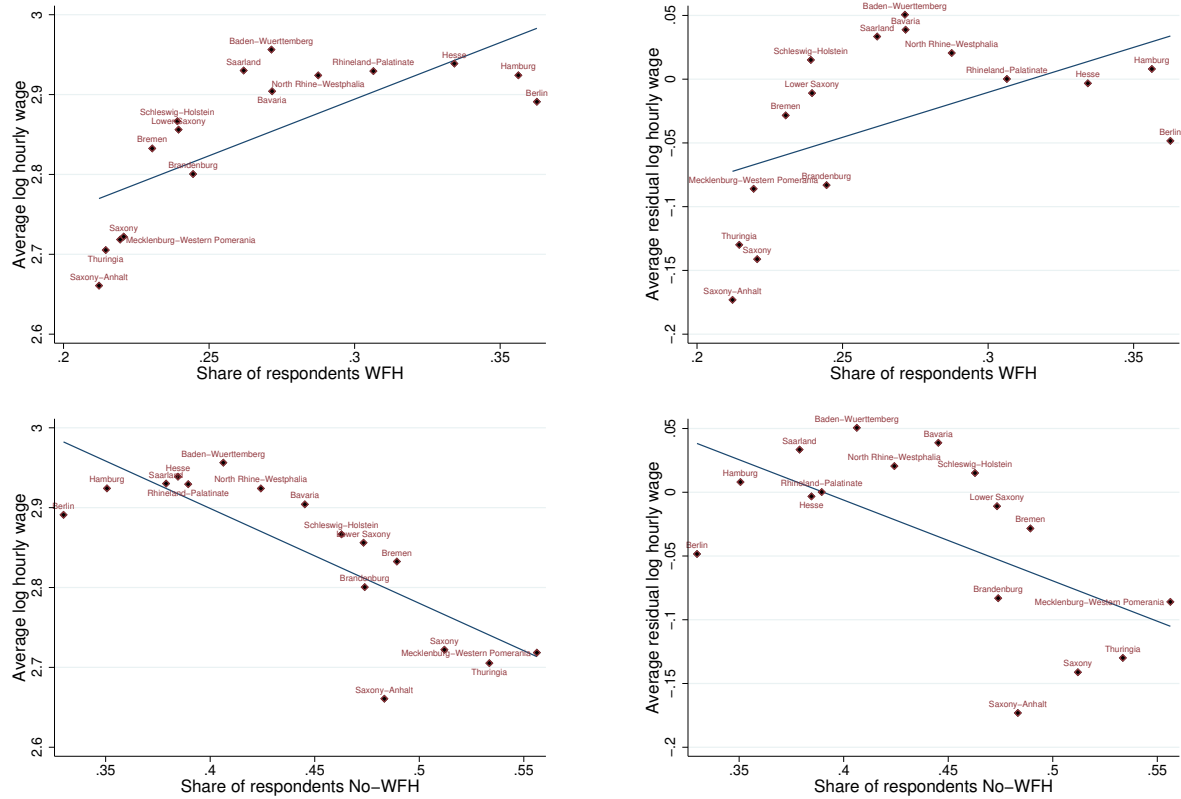 3
2.9
2.8
2.7
2.6
Average log hourly wage
Baden−Wuerttemberg
Saarland
Rhineland−Palatinate
Hesse
Hamburg
North Rhine−Westphalia
Berlin
Bavaria
Schleswig−Holstein
Lower Saxony
Bremen
Brandenburg
Saxony
Mecklenburg−Western Pomerania
Thuringia
Saxony−Anhalt
.2 .25 .3 .35
Share of respondents WFH
.05
0
−.05
−.1
−.15
−.2
Average residual log hourly wage
Baden−Wuerttemberg
Saarland
Bavaria
North Rhine−Westphalia
Schleswig−Holstein
Rhineland−Palatinate
Hesse
Hamburg
Lower Saxony
Bremen
Berlin
Mecklenburg−Western Pomerania
Brandenburg
Thuringia
Saxony
Saxony−Anhalt
.2 .25 .3 .35
Share of respondents WFH
3
2.9
2.8
2.7
2.6
Average log hourly wage
Baden−Wuerttemberg
Hesse
Hamburg
Saarland
North Rhine−Westphalia
Rhineland−Palatinate
Bavaria
Berlin
Schleswig−Holstein
Lower Saxony
Bremen
Brandenburg
Saxony
Mecklenburg−Western Pomerania
Thuringia
Saxony−Anhalt
.35 .4 .45 .5 .55
Share of respondents No−WFH
.05
0
−.05
−.1
−.15
−.2
Average residual log hourly wage
Baden−Wuerttemberg
Saarland
Bavaria
North Rhine−Westphalia
Schleswig−Holstein
Hamburg
Rhineland−Palatinate
Hesse
Lower Saxony
Bremen
Berlin
Brandenburg
Mecklenburg−Western Pomerania
Thuringia
Saxony
Saxony−Anhalt
.35 .4 .45 .5 .55
Share of respondents No−WFH